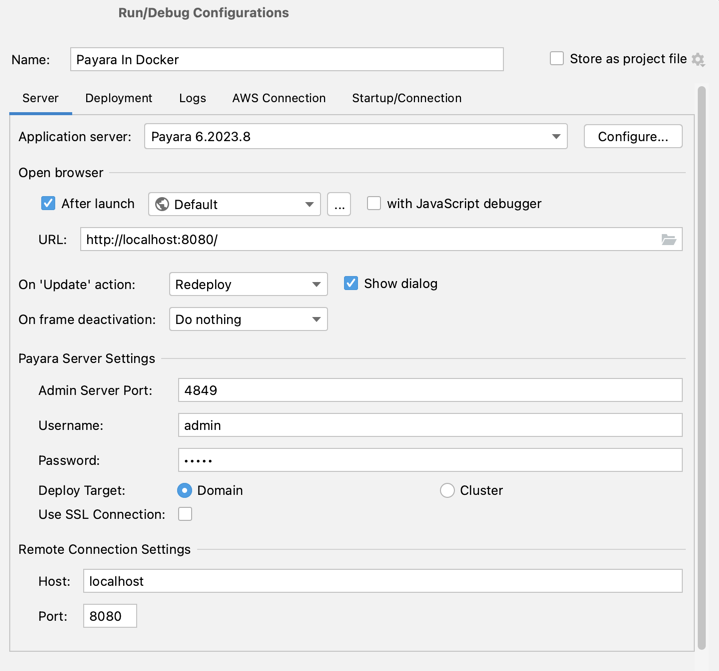 Run/Debug Configurations
Name: Payara In Docker Store as project file
Server Deployment Logs AWS Connection Startup/Connection
Application server: Payara 6.2023.8 Configure...
Open browser
After launch Default ... with JavaScript debugger
URL: http://localhost:8080/
On 'Update' action: Redeploy Show dialog
On frame deactivation: Do nothing
Payara Server Settings
Admin Server Port: 4849
Username: admin
Password: •••••
Deploy Target: Domain Cluster
Use SSL Connection:
Remote Connection Settings
Host: localhost
Port: 8080